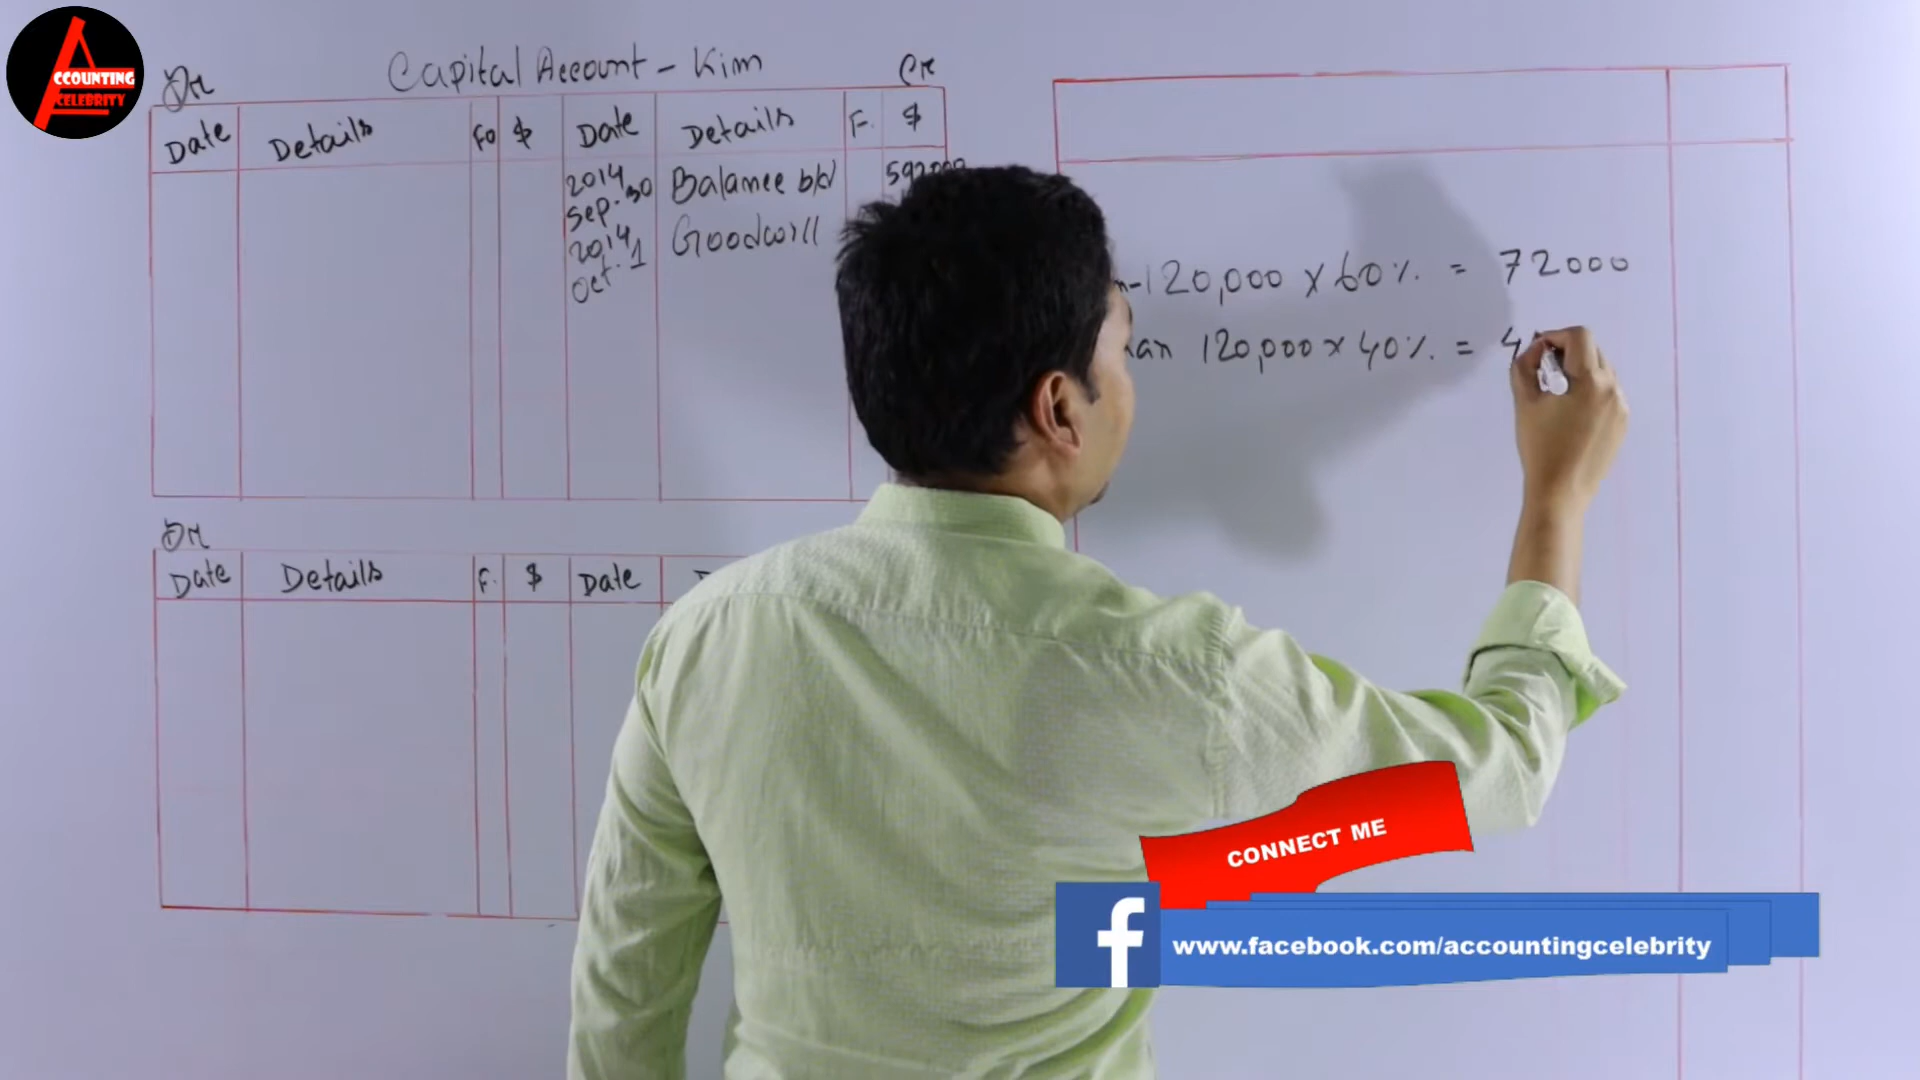 ACCOUNTING
CELEBRITY
Capital Account - Kim
Dr
Cr
Date Details Fo $ Date Details F. $
2014 Sep. 30 Balance b/d
2014 Oct. 1 Goodwill
120,000 x 60% = 72000
120,000 x 40% =
Dr
Date Details F. $ Date
CONNECT ME
f
www.facebook.com/accountingcelebrity